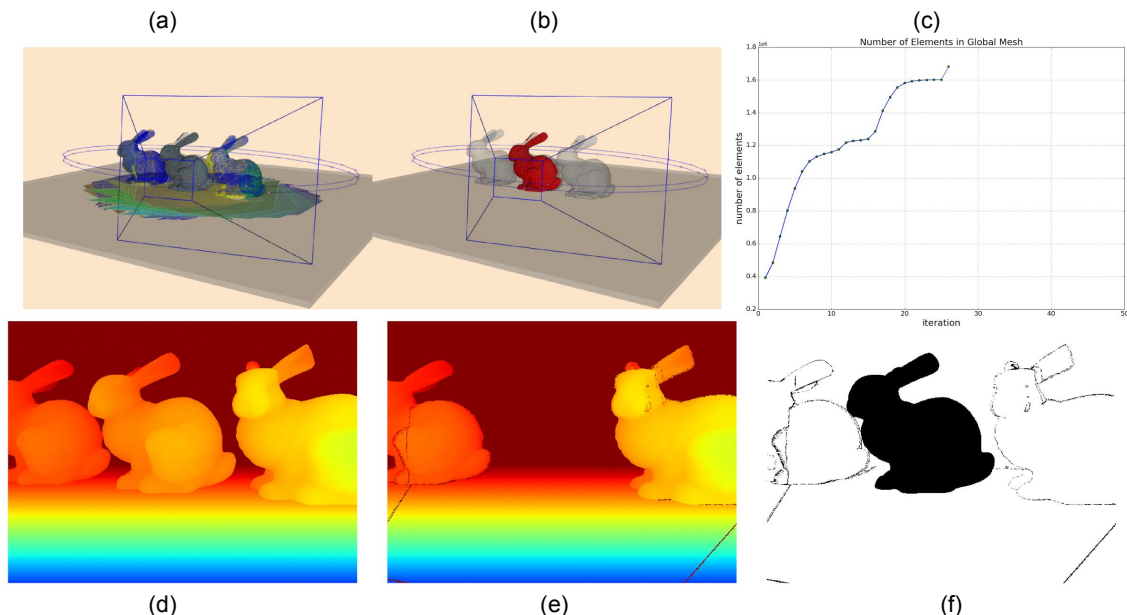 (a) (b) (c)
Number of Elements in Global Mesh
1e6
1.8
1.6
1.4
1.2
1.0
0.8
0.6
0.4
0.2
number of elements
0 10 20 30 40 50
iteration
(d) (e) (f)